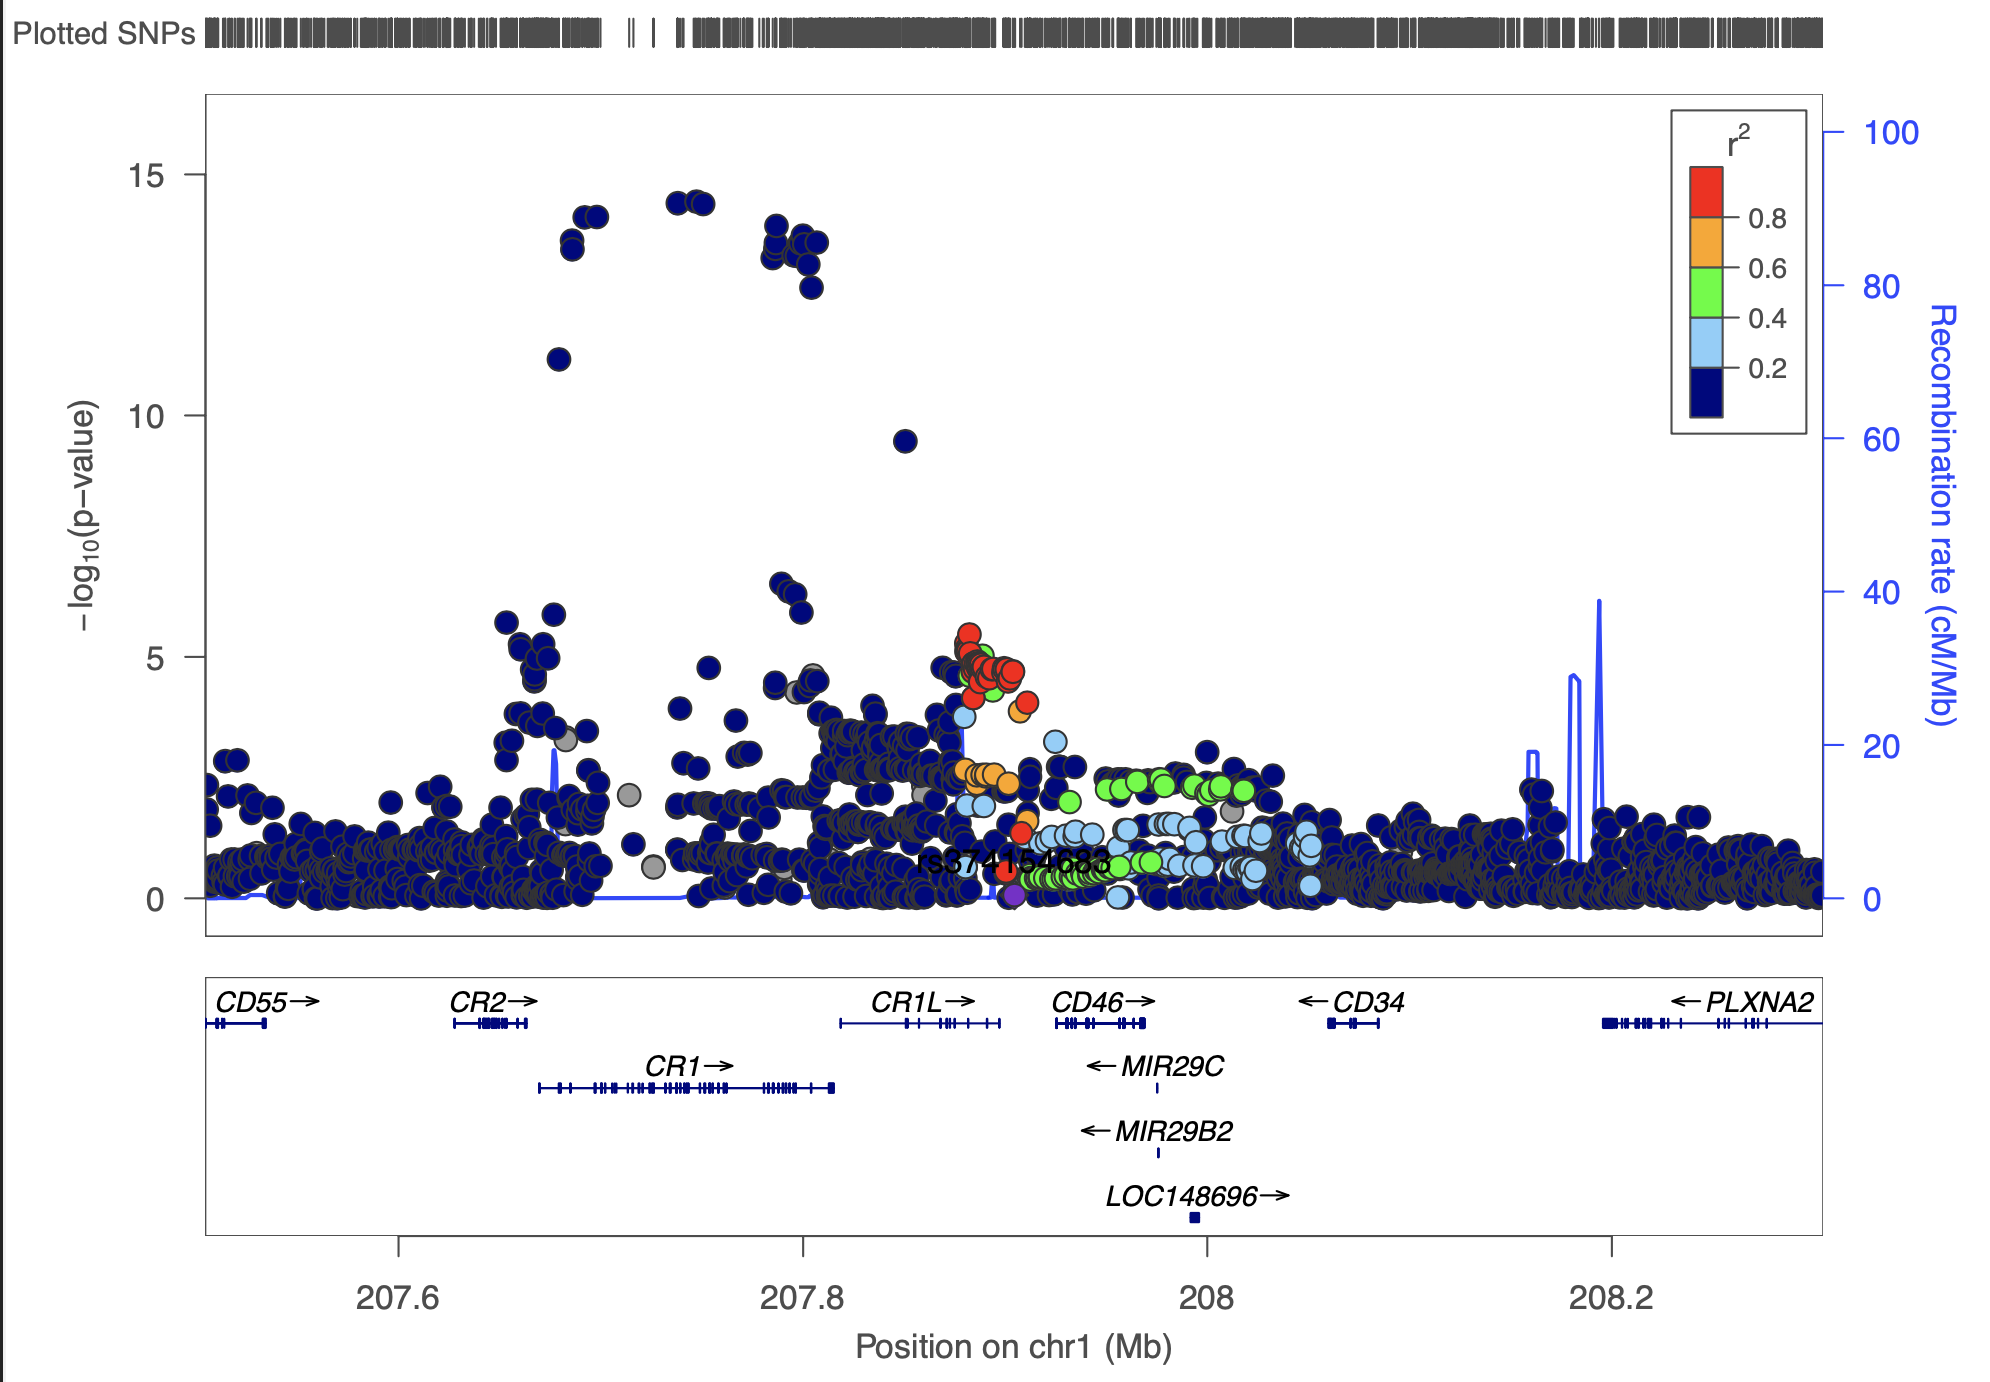 Plotted SNPs
15
10
5
0
−log₁₀(p−value)
r²
0.8
0.6
0.4
0.2
100
80
60
40
20
0
Recombination rate (cM/Mb)
rs374154683
CD55→ CR2→ CR1L→ CD46→ ←CD34 ←PLXNA2
CR1→ ←MIR29C
←MIR29B2
LOC148696→
207.6 207.8 208 208.2
Position on chr1 (Mb)